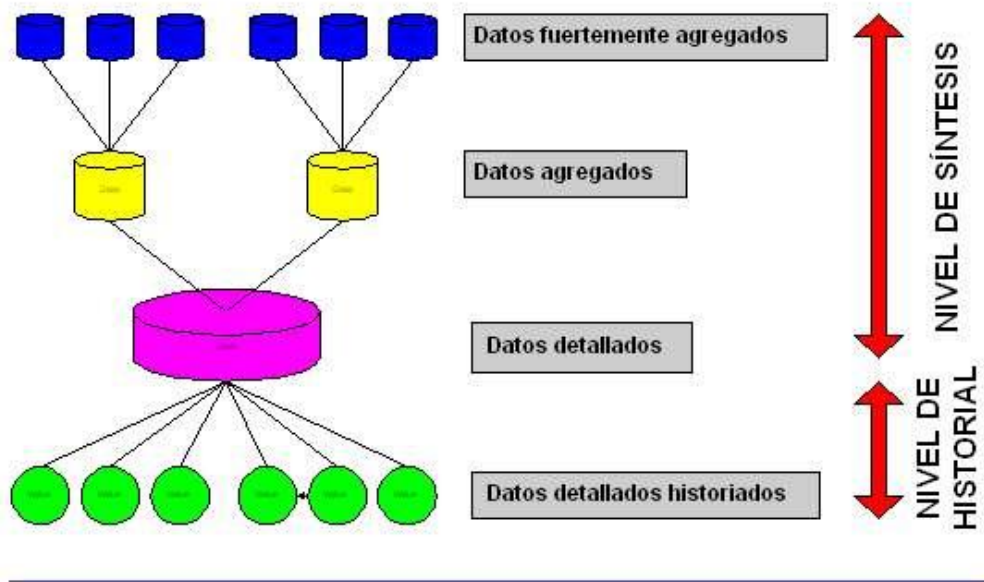 Datos fuertemente agregados
Datos agregados
Datos detallados
Datos detallados historiados
NIVEL DE SÍNTESIS
NIVEL DE
HISTORIAL